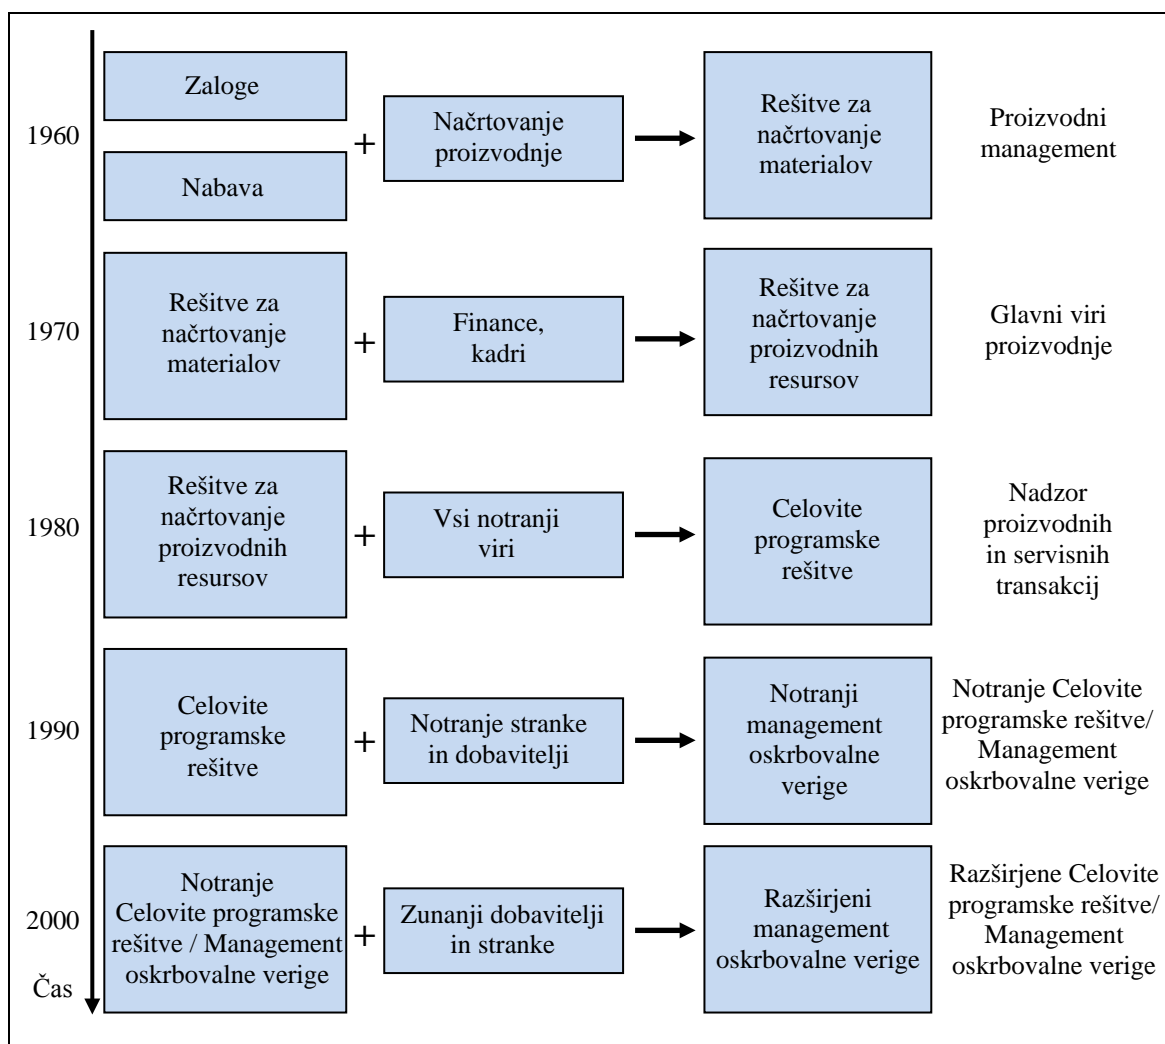 Zaloge
1960
Nabava
+
Načrtovanje
proizvodnje
Rešitve za
načrtovanje
materialov
Proizvodni
management
1970
Rešitve za
načrtovanje
materialov
+
Finance,
kadri
Rešitve za
načrtovanje
proizvodnih
resursov
Glavni viri
proizvodnje
1980
Rešitve za
načrtovanje
proizvodnih
resursov
+
Vsi notranji
viri
Celovite
programske
rešitve
Nadzor
proizvodnih
in servisnih
transakcij
1990
Celovite
programske
rešitve
+
Notranje stranke
in dobavitelji
Notranji
management
oskrbovalne
verige
Notranje Celovite
programske rešitve/
Management
oskrbovalne verige
2000
Notranje
Celovite programske
rešitve / Management
oskrbovalne verige
+
Zunanji dobavitelji
in stranke
Razširjeni
management
oskrbovalne verige
Razširjene Celovite
programske rešitve/
Management
oskrbovalne verige
Čas